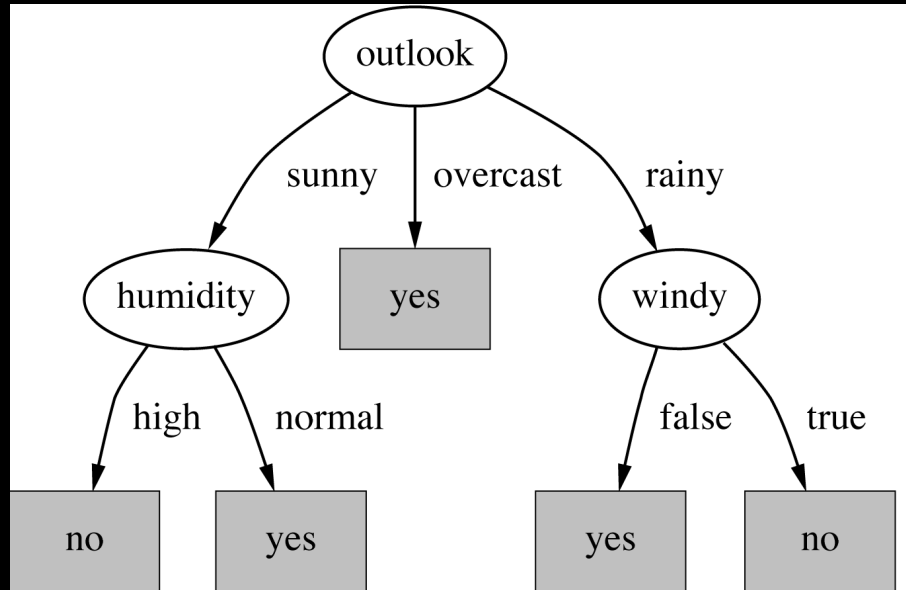 outlook
sunny overcast rainy
humidity yes windy
high normal false true
no yes yes no